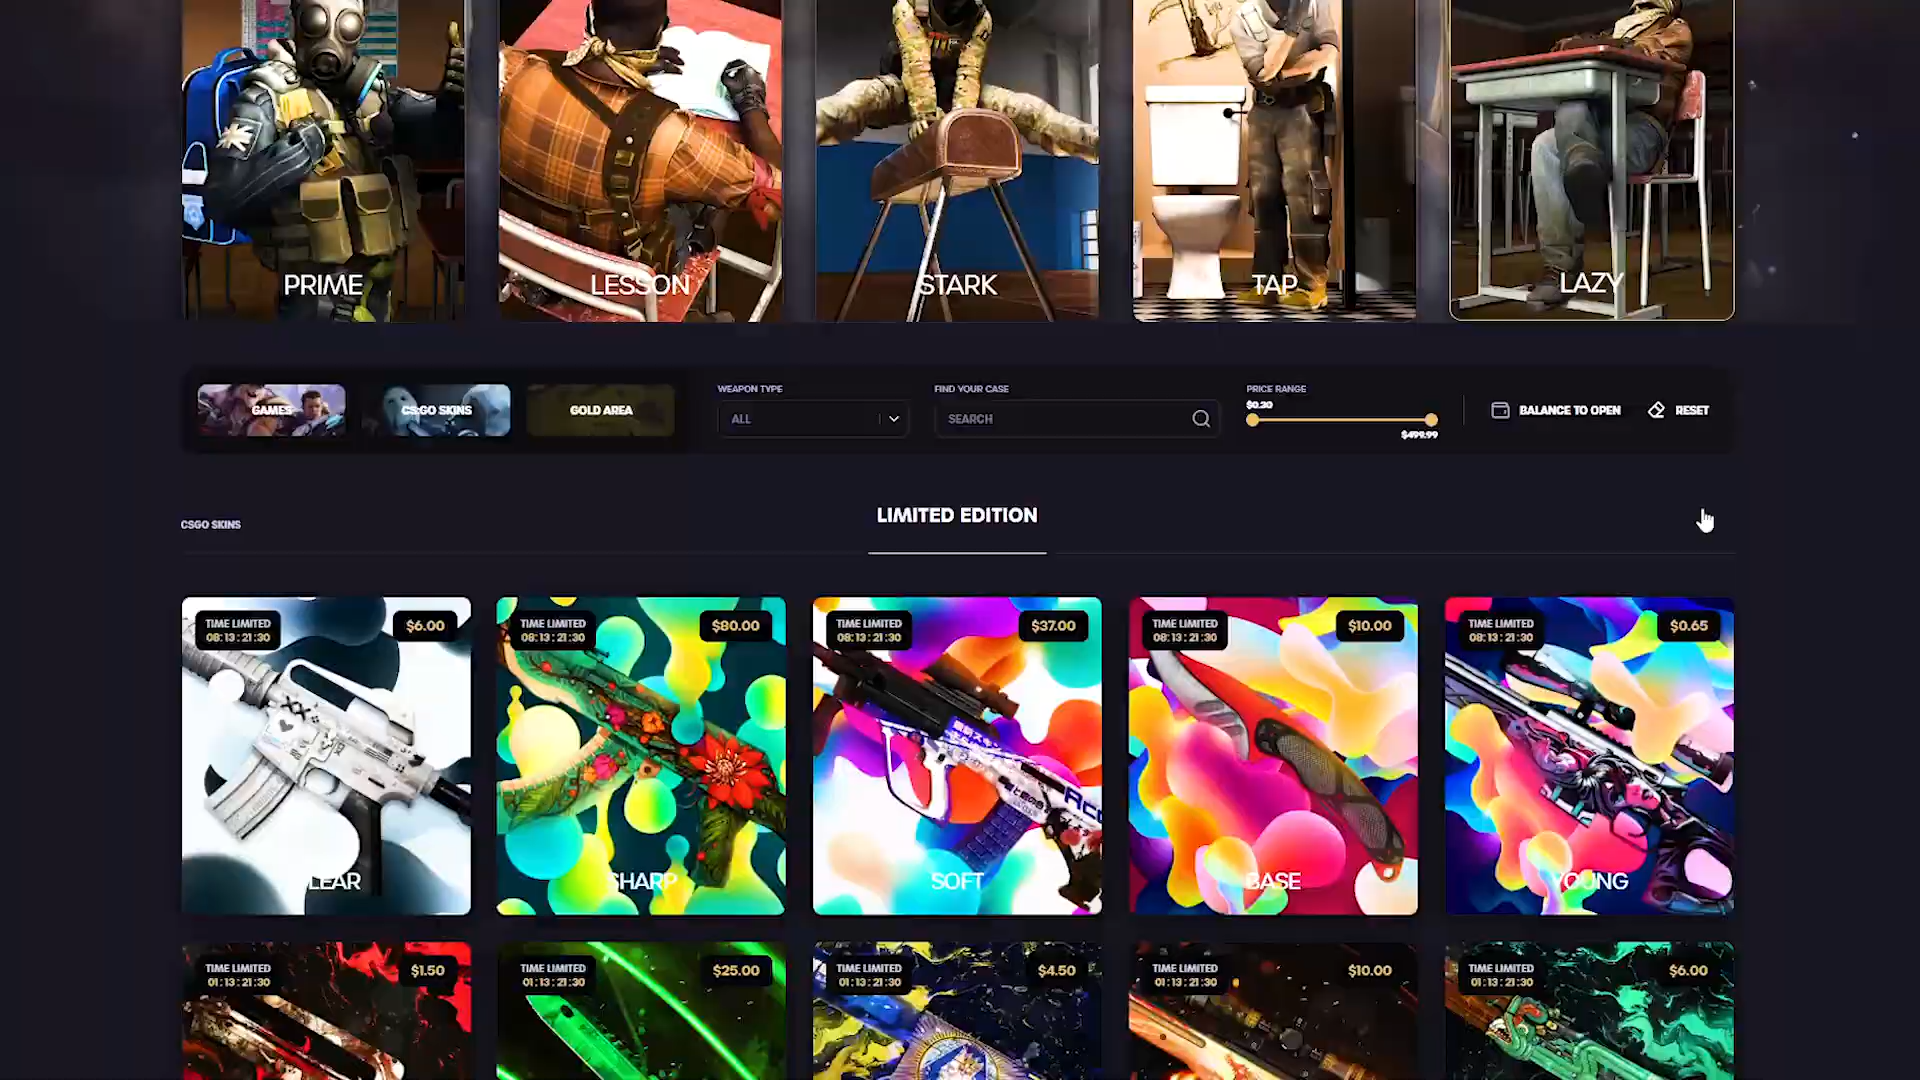 PRIME
LESSON
STARK
TAP
LAZY
GAMES
CS:GO SKINS
GOLD AREA
WEAPON TYPE
ALL
FIND YOUR CASE
SEARCH
PRICE RANGE
$0.20
$499.99
BALANCE TO OPEN
RESET
CSGO SKINS
LIMITED EDITION
TIME LIMITED
08:13:21:30
$6.00
TIME LIMITED
08:13:21:30
$80.00
TIME LIMITED
08:13:21:30
$37.00
TIME LIMITED
08:13:21:30
$10.00
TIME LIMITED
08:13:21:30
$0.65
SHARP
SOFT
BASE
YOUNG
TIME LIMITED
01:13:21:30
$1.50
TIME LIMITED
01:13:21:30
$25.00
TIME LIMITED
01:13:21:30
$4.50
TIME LIMITED
01:13:21:30
$10.00
TIME LIMITED
01:13:21:30
$6.00